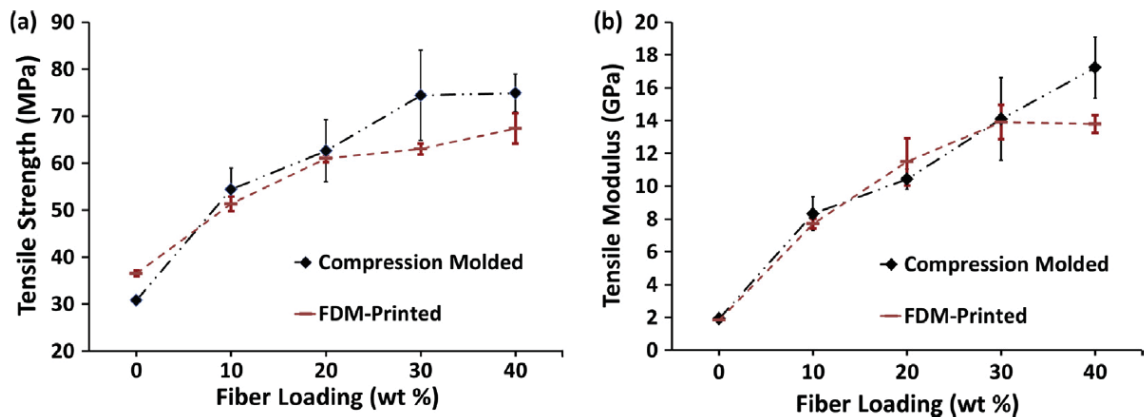 (a)
90
80
70
60
50
40
30
20
Tensile Strength (MPa)
Compression Molded
FDM-Printed
0 10 20 30 40
Fiber Loading (wt %)
(b)
20
18
16
14
12
10
8
6
4
2
0
Tensile Modulus (GPa)
Compression Molded
FDM-Printed
0 10 20 30 40
Fiber Loading (wt %)